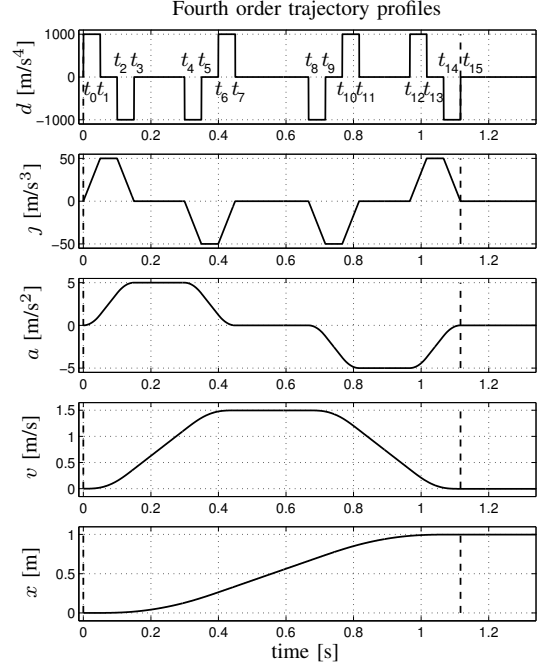 Fourth order trajectory profiles
d [m/s⁴]
1000
0
−1000
t₀ t₁ t₂ t₃ t₄ t₅ t₆ t₇ t₈ t₉ t₁₀ t₁₁ t₁₂ t₁₃ t₁₄ t₁₅
0 0.2 0.4 0.6 0.8 1 1.2
ȷ [m/s³]
50
0
−50
0 0.2 0.4 0.6 0.8 1 1.2
a [m/s²]
5
0
−5
0 0.2 0.4 0.6 0.8 1 1.2
v [m/s]
1.5
1
0.5
0
0 0.2 0.4 0.6 0.8 1 1.2
x [m]
1
0.5
0
0 0.2 0.4 0.6 0.8 1 1.2
time [s]